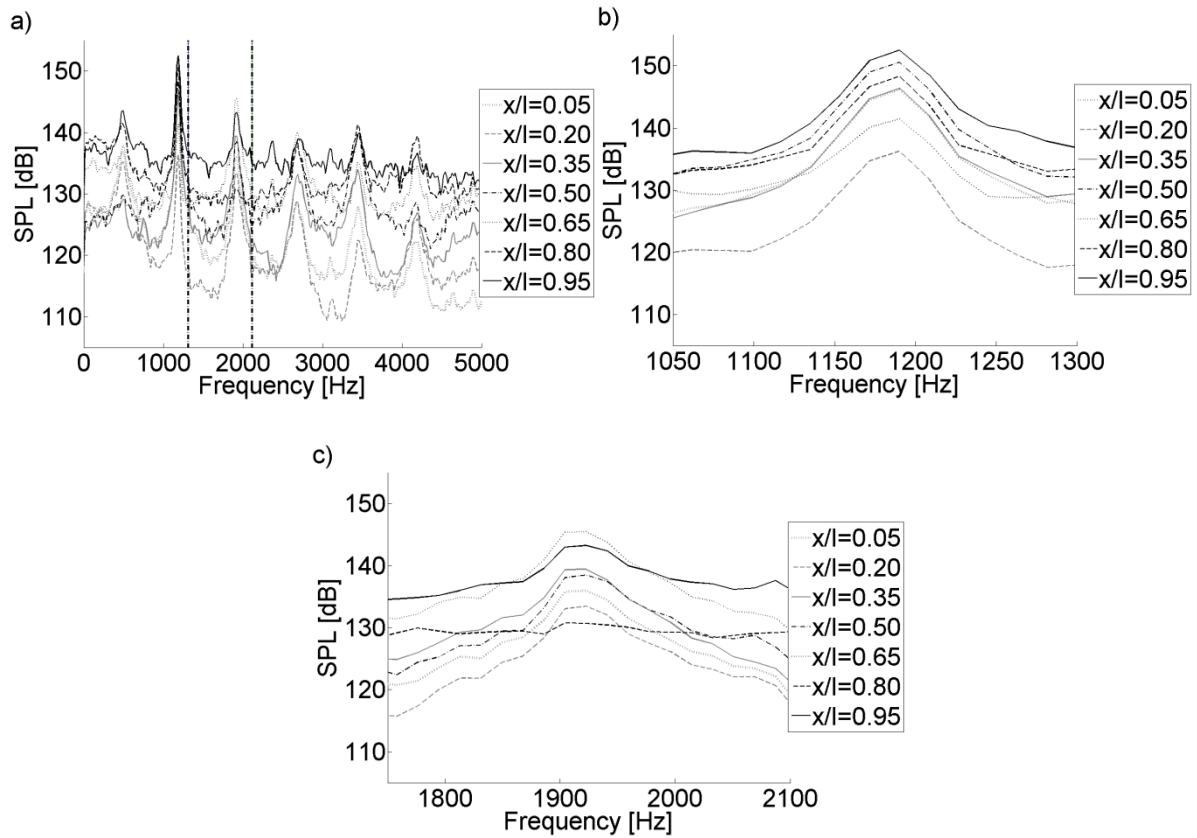 a)
150
140
130
120
110
SPL [dB]
0
1000
2000
3000
4000
5000
Frequency [Hz]
x/l=0.05
x/l=0.20
x/l=0.35
x/l=0.50
x/l=0.65
x/l=0.80
x/l=0.95
b)
150
140
130
120
110
SPL [dB]
1050
1100
1150
1200
1250
1300
Frequency [Hz]
x/l=0.05
x/l=0.20
x/l=0.35
x/l=0.50
x/l=0.65
x/l=0.80
x/l=0.95
c)
150
140
130
120
110
SPL [dB]
1800
1900
2000
2100
Frequency [Hz]
x/l=0.05
x/l=0.20
x/l=0.35
x/l=0.50
x/l=0.65
x/l=0.80
x/l=0.95